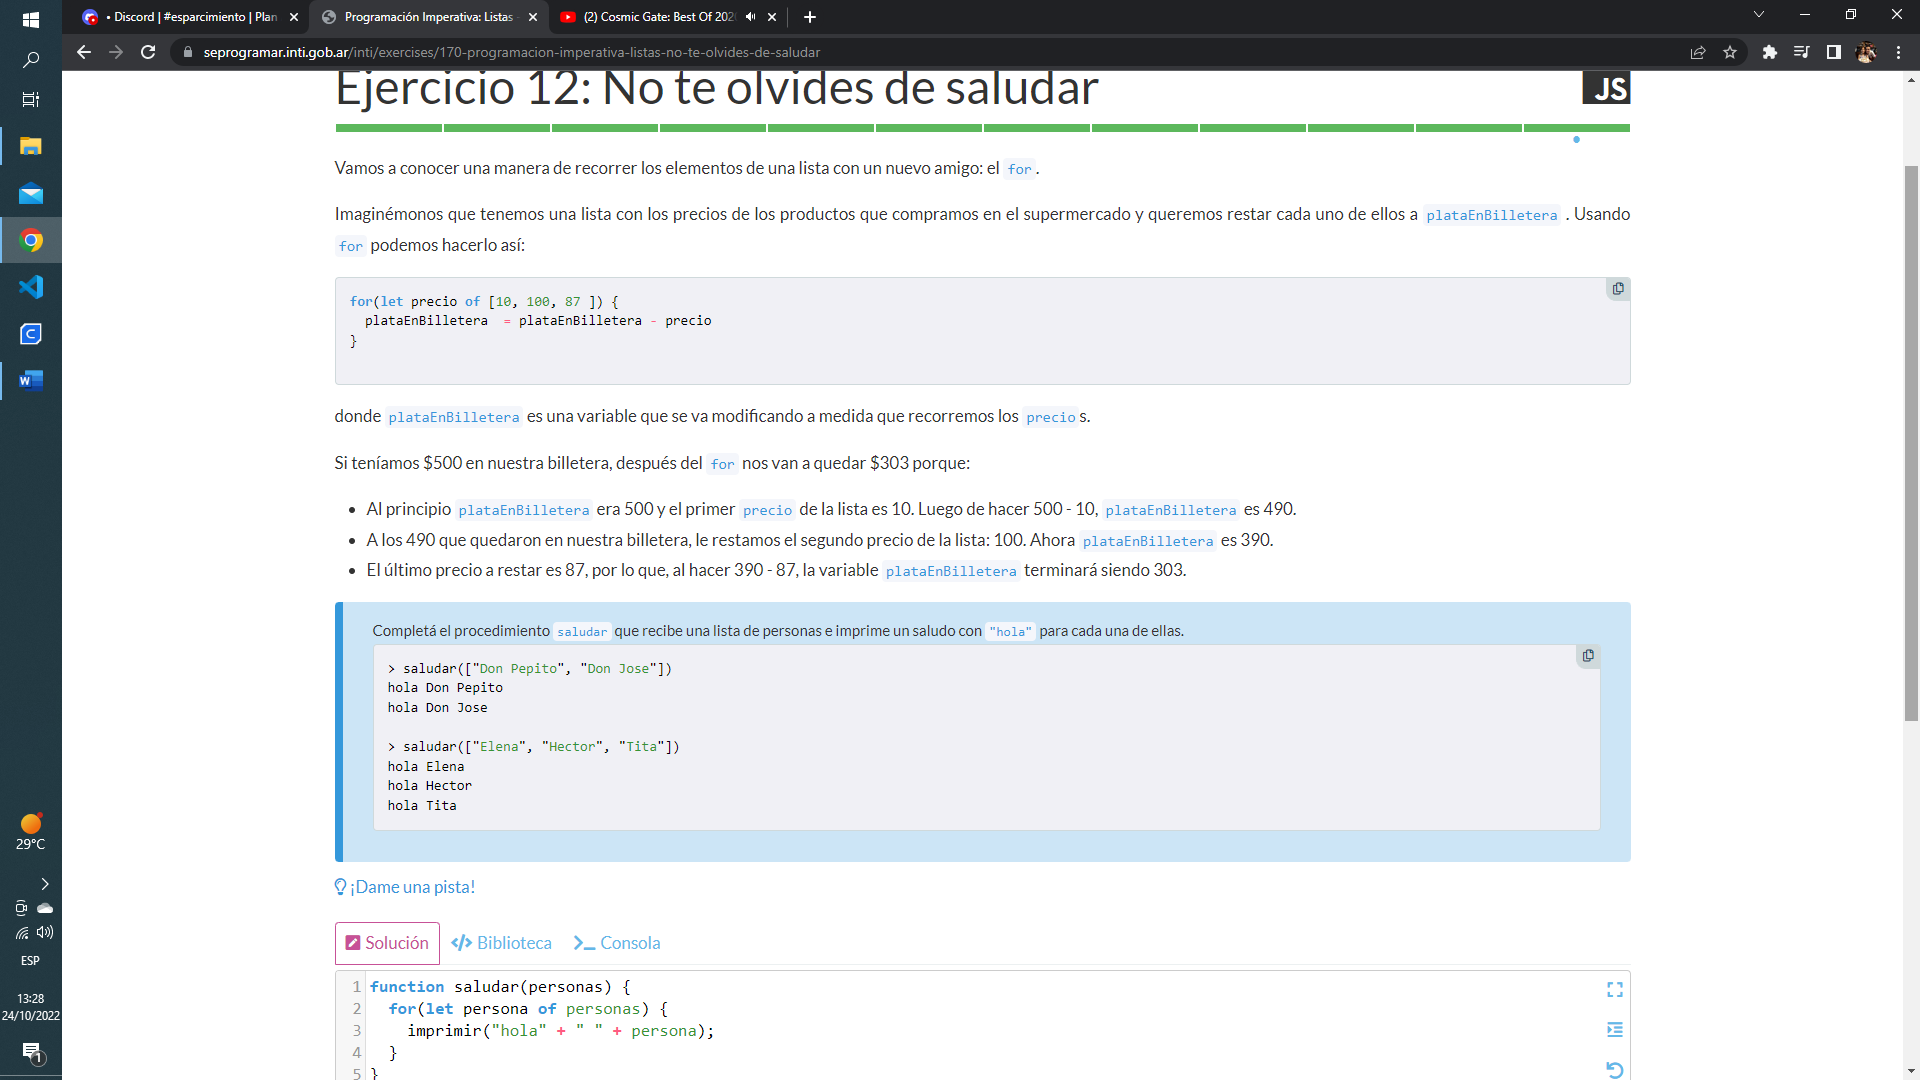 • Discord | #esparcimiento | Plan
Programación Imperativa: Listas
(2) Cosmic Gate: Best Of 202
seprogramar.inti.gob.ar/inti/exercises/170-programacion-imperativa-listas-no-te-olvides-de-saludar
Ejercicio 12: No te olvides de saludar
JS
Vamos a conocer una manera de recorrer los elementos de una lista con un nuevo amigo: el for .
Imaginémonos que tenemos una lista con los precios de los productos que compramos en el supermercado y queremos restar cada uno de ellos a plataEnBilletera . Usando
for podemos hacerlo así:
for(let precio of [10, 100, 87 ]) {
plataEnBilletera  = plataEnBilletera - precio
}
donde plataEnBilletera es una variable que se va modificando a medida que recorremos los precio s.
Si teníamos $500 en nuestra billetera, después del for nos van a quedar $303 porque:
• Al principio plataEnBilletera era 500 y el primer precio de la lista es 10. Luego de hacer 500 - 10, plataEnBilletera es 490.
• A los 490 que quedaron en nuestra billetera, le restamos el segundo precio de la lista: 100. Ahora plataEnBilletera es 390.
• El último precio a restar es 87, por lo que, al hacer 390 - 87, la variable plataEnBilletera terminará siendo 303.
Completá el procedimiento saludar que recibe una lista de personas e imprime un saludo con "hola" para cada una de ellas.
> saludar(["Don Pepito", "Don Jose"])
hola Don Pepito
hola Don Jose
> saludar(["Elena", "Hector", "Tita"])
hola Elena
hola Hector
hola Tita
¡Dame una pista!
Solución
Biblioteca
Consola
1 function saludar(personas) {
2 for(let persona of personas) {
3 imprimir("hola" + " " + persona);
4 }
5 }
29°C
ESP
13:28
24/10/2022
1